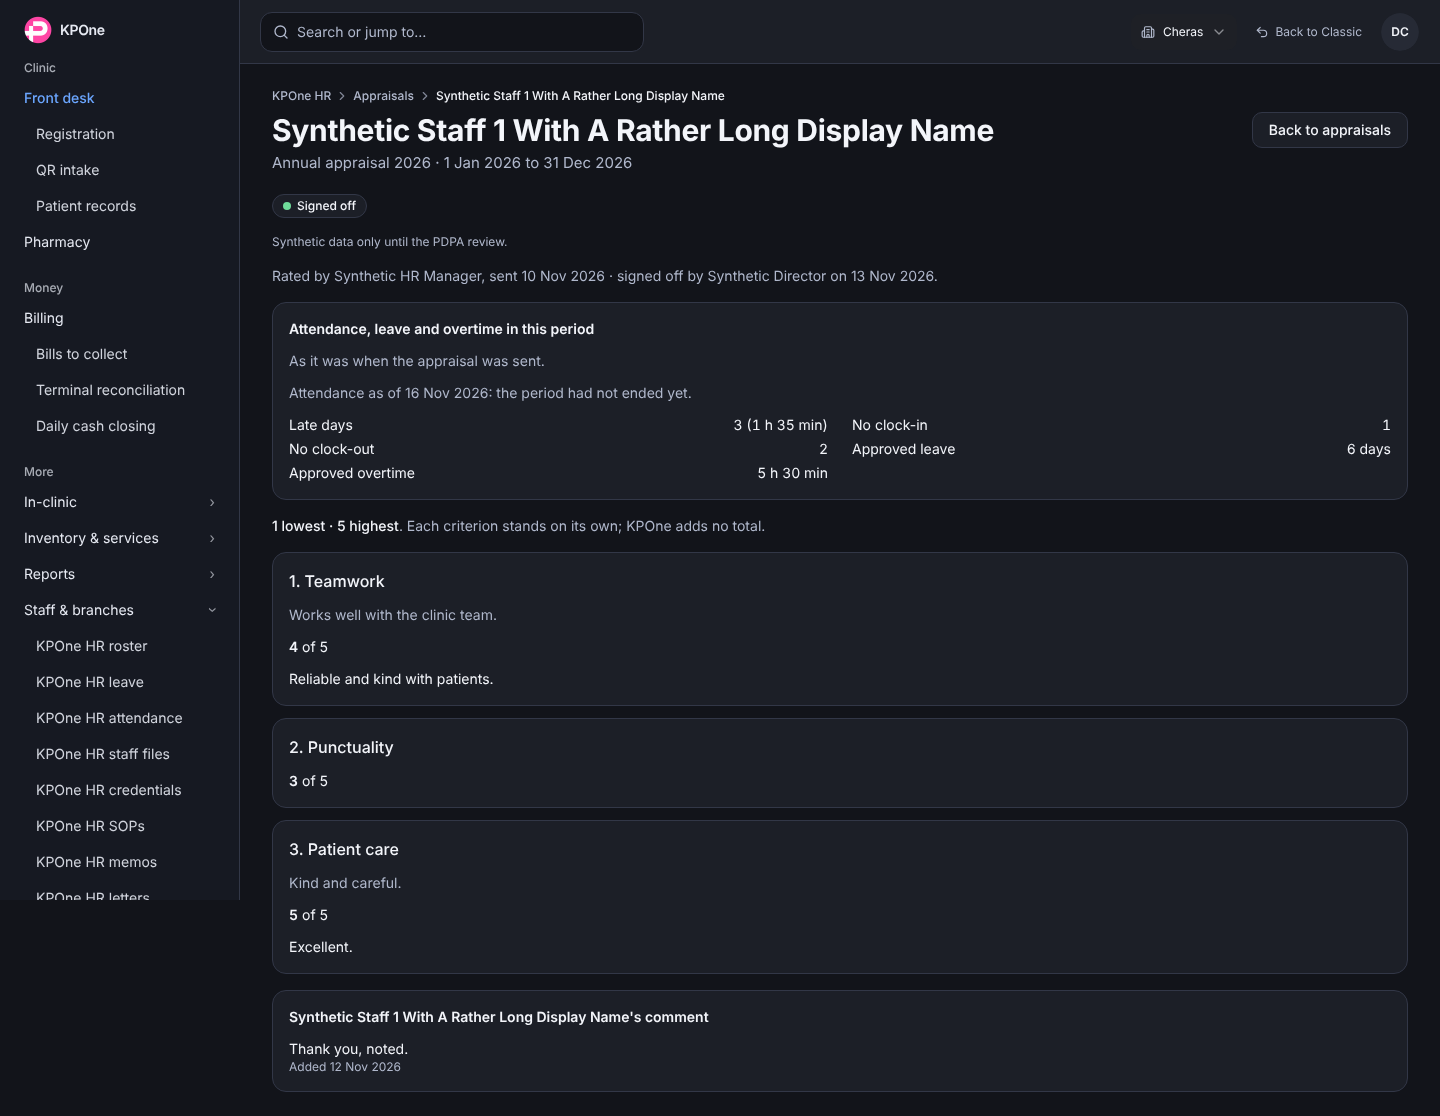 KPOne
Clinic
Front desk
Registration
QR intake
Patient records
Pharmacy
Money
Billing
Bills to collect
Terminal reconciliation
Daily cash closing
More
In-clinic
Inventory & services
Reports
Staff & branches
KPOne HR roster
KPOne HR leave
KPOne HR attendance
KPOne HR staff files
KPOne HR credentials
KPOne HR SOPs
KPOne HR memos
KPOne HR letters
Search or jump to...
Cheras
Back to Classic
DC
KPOne HR > Appraisals > Synthetic Staff 1 With A Rather Long Display Name
Synthetic Staff 1 With A Rather Long Display Name
Back to appraisals
Annual appraisal 2026 · 1 Jan 2026 to 31 Dec 2026
Signed off
Synthetic data only until the PDPA review.
Rated by Synthetic HR Manager, sent 10 Nov 2026 · signed off by Synthetic Director on 13 Nov 2026.
Attendance, leave and overtime in this period
As it was when the appraisal was sent.
Attendance as of 16 Nov 2026: the period had not ended yet.
Late days 3 (1 h 35 min) No clock-in 1
No clock-out 2 Approved leave 6 days
Approved overtime 5 h 30 min
1 lowest · 5 highest. Each criterion stands on its own; KPOne adds no total.
1. Teamwork
Works well with the clinic team.
4 of 5
Reliable and kind with patients.
2. Punctuality
3 of 5
3. Patient care
Kind and careful.
5 of 5
Excellent.
Synthetic Staff 1 With A Rather Long Display Name's comment
Thank you, noted.
Added 12 Nov 2026